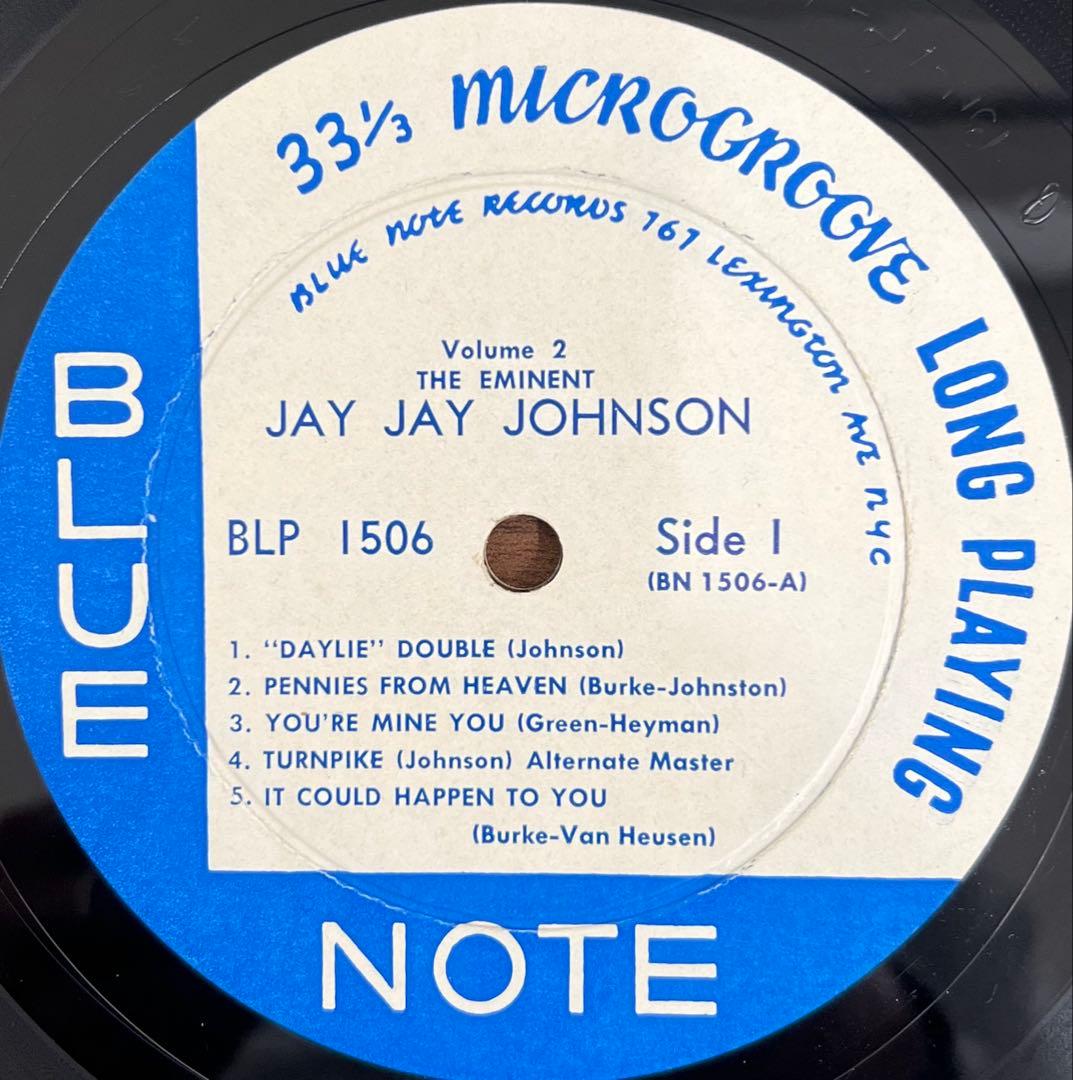 33⅓ MICROGROOVE LONG PLAYING
BLUE NOTE RECORDS 767 LEXINGTON AVE NYC
Volume 2
THE EMINENT
JAY JAY JOHNSON
BLP 1506
Side 1
(BN 1506-A)
1. "DAYLIE" DOUBLE (Johnson)
2. PENNIES FROM HEAVEN (Burke-Johnston)
3. YOU'RE MINE YOU (Green-Heyman)
4. TURNPIKE (Johnson) Alternate Master
5. IT COULD HAPPEN TO YOU
(Burke-Van Heusen)
BLUE
NOTE